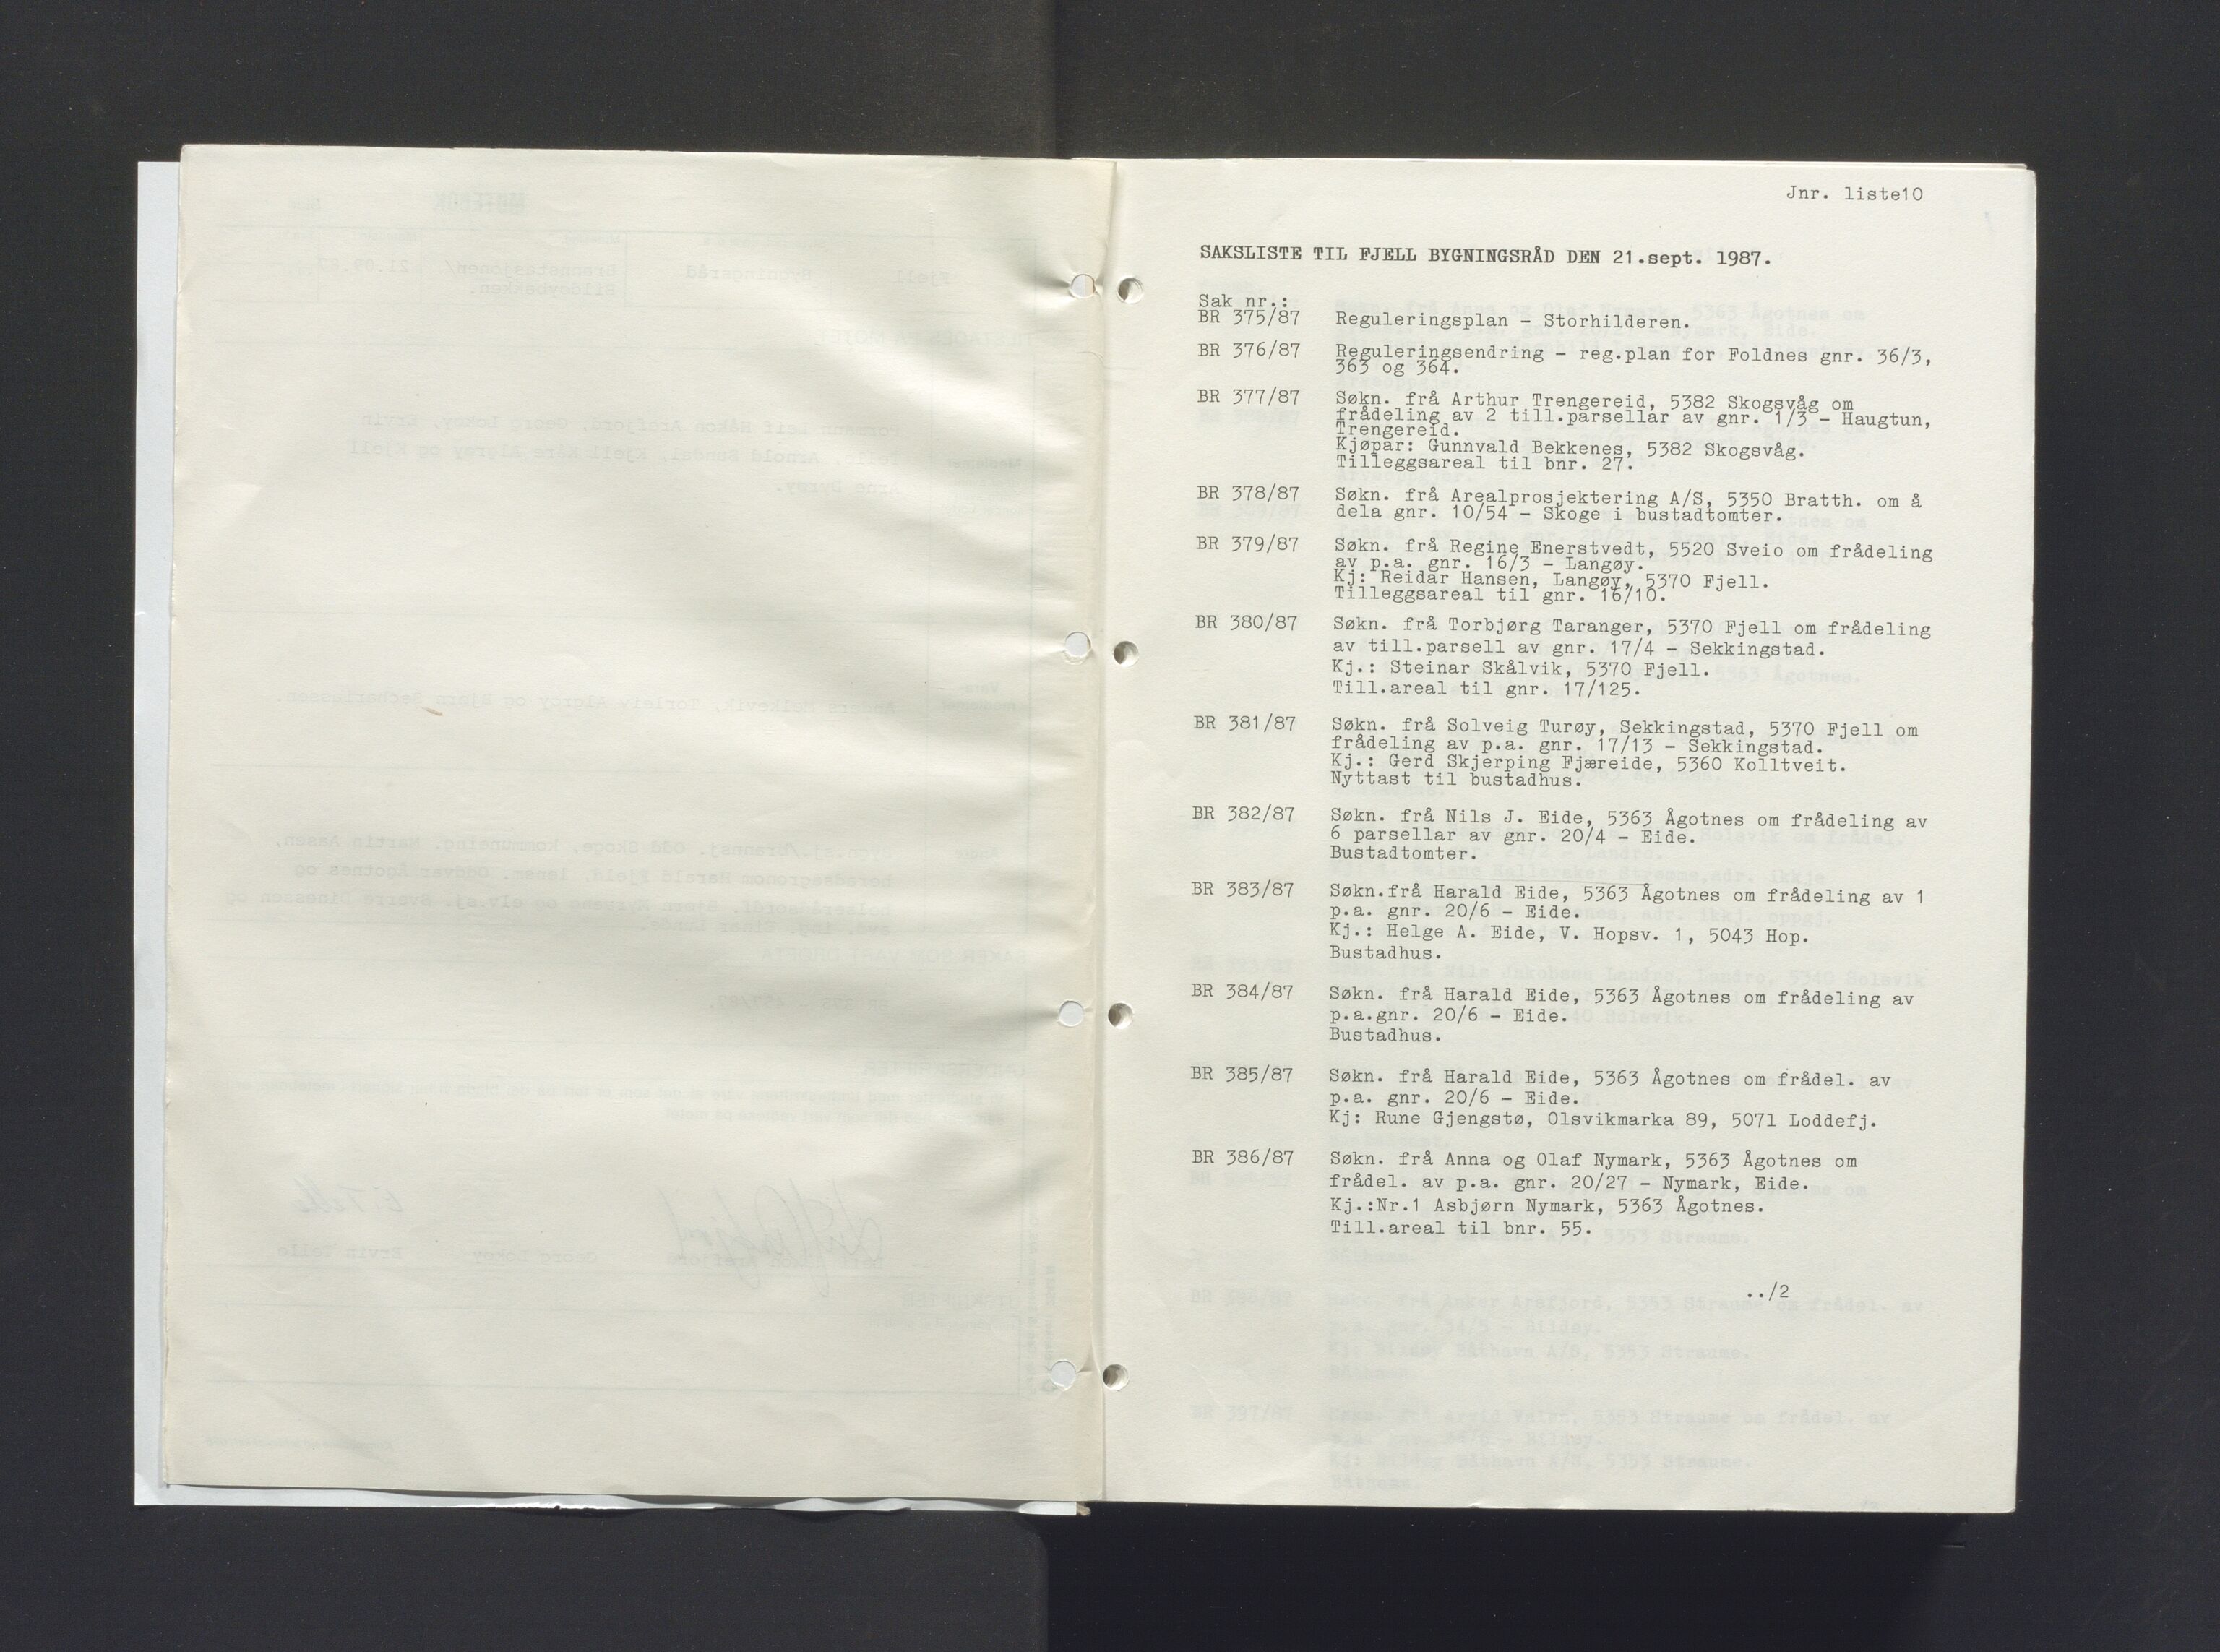 Jnr. liste10
SAKSLISTE TIL FJELL BYGNINGSRÅD DEN 21.sept. 1987.
Sak nr.:
BR 375/87 Reguleringsplan - Storhilderen.
BR 376/87 Reguleringsendring - reg.plan for Foldnes gnr. 36/3,
363 og 364.
BR 377/87 Søkn. frå Arthur Trengereid, 5382 Skogsvåg om
frådeling av 2 till.parsellar av gnr. 1/3 - Haugtun,
Trengereid.
Kjøpar: Gunnvald Bekkenes, 5382 Skogsvåg.
Tilleggsareal til bnr. 27.
BR 378/87 Søkn. frå Arealprosjektering A/S, 5350 Bratth. om å
dela gnr. 10/54 - Skoge i bustadtomter.
BR 379/87 Søkn. frå Regine Enerstvedt, 5520 Sveio om frådeling
av p.a. gnr. 16/3 - Langøy.
Kj: Reidar Hansen, Langøy, 5370 Fjell.
Tilleggsareal til gnr. 16/10.
BR 380/87 Søkn. frå Torbjørg Taranger, 5370 Fjell om frådeling
av till.parsell av gnr. 17/4 - Sekkingstad.
Kj.: Steinar Skålvik, 5370 Fjell.
Till.areal til gnr. 17/125.
BR 381/87 Søkn. frå Solveig Turøy, Sekkingstad, 5370 Fjell om
frådeling av p.a. gnr. 17/13 - Sekkingstad.
Kj.: Gerd Skjerping Fjæreide, 5360 Kolltveit.
Nyttast til bustadhus.
BR 382/87 Søkn. frå Nils J. Eide, 5363 Ågotnes om frådeling av
6 parsellar av gnr. 20/4 - Eide.
Bustadtomter.
BR 383/87 Søkn.frå Harald Eide, 5363 Ågotnes om frådeling av 1
p.a. gnr. 20/6 - Eide.
Kj.: Helge A. Eide, V. Hopsv. 1, 5043 Hop.
Bustadhus.
BR 384/87 Søkn. frå Harald Eide, 5363 Ågotnes om frådeling av
p.a.gnr. 20/6 - Eide.
Bustadhus.
BR 385/87 Søkn. frå Harald Eide, 5363 Ågotnes om frådel. av
p.a. gnr. 20/6 - Eide.
Kj: Rune Gjengstø, Olsvikmarka 89, 5071 Loddefj.
BR 386/87 Søkn. frå Anna og Olaf Nymark, 5363 Ågotnes om
frådel. av p.a. gnr. 20/27 - Nymark, Eide.
Kj.:Nr.1 Asbjørn Nymark, 5363 Ågotnes.
Till.areal til bnr. 55.
../2